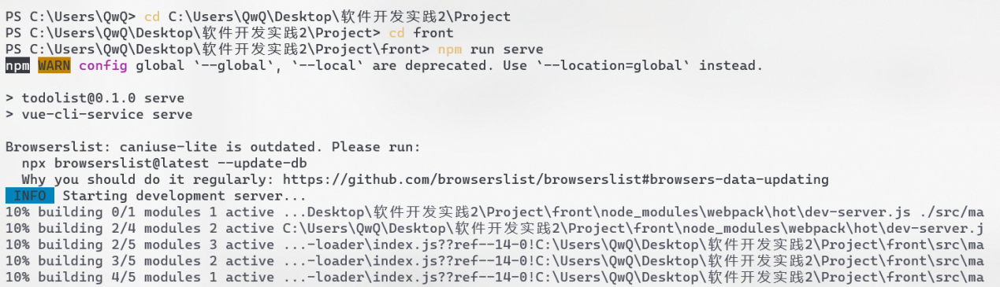 PS C:\Users\QwQ> cd C:\Users\QwQ\Desktop\软件开发实践2\Project
PS C:\Users\QwQ\Desktop\软件开发实践2\Project> cd front
PS C:\Users\QwQ\Desktop\软件开发实践2\Project\front> npm run serve
npm WARN config global `--global`, `--local` are deprecated. Use `--location=global` instead.
> todolist@0.1.0 serve
> vue-cli-service serve
Browserslist: caniuse-lite is outdated. Please run:
npx browserslist@latest --update-db
Why you should do it regularly: https://github.com/browserslist/browserslist#browsers-data-updating
INFO Starting development server...
10% building 0/1 modules 1 active ...Desktop\软件开发实践2\Project\front\node_modules\webpack\hot\dev-server.js ./src/ma
10% building 2/4 modules 2 active C:\Users\QwQ\Desktop\软件开发实践2\Project\front\node_modules\webpack\hot\dev-server.j
10% building 2/5 modules 3 active ...-loader\index.js??ref--14-0!C:\Users\QwQ\Desktop\软件开发实践2\Project\front\src\ma
10% building 3/5 modules 2 active ...-loader\index.js??ref--14-0!C:\Users\QwQ\Desktop\软件开发实践2\Project\front\src\ma
10% building 4/5 modules 1 active ...-loader\index.js??ref--14-0!C:\Users\QwQ\Desktop\软件开发实践2\Project\front\src\ma